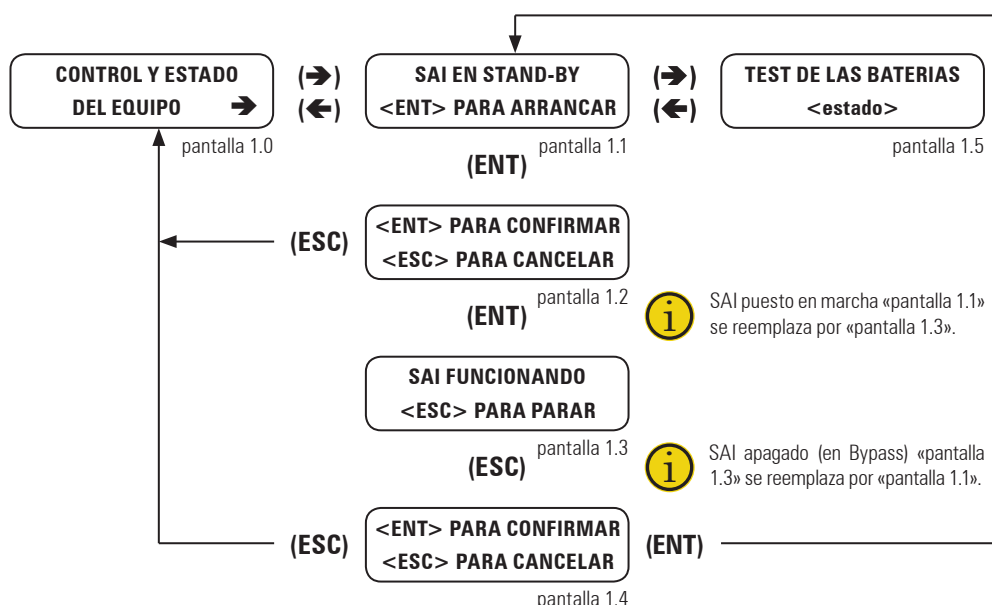 CONTROL Y ESTADO
DEL EQUIPO ➔
pantalla 1.0
(➔)
(←)
SAI EN STAND-BY
<ENT> PARA ARRANCAR
pantalla 1.1
(➔)
(←)
TEST DE LAS BATERIAS
<estado>
pantalla 1.5
(ENT)
(ESC)
<ENT> PARA CONFIRMAR
<ESC> PARA CANCELAR
pantalla 1.2
(ENT)
i
SAI puesto en marcha «pantalla 1.1»
se reemplaza por «pantalla 1.3».
SAI FUNCIONANDO
<ESC> PARA PARAR
pantalla 1.3
(ESC)
i
SAI apagado (en Bypass) «pantalla
1.3» se reemplaza por «pantalla 1.1».
(ESC)
<ENT> PARA CONFIRMAR
<ESC> PARA CANCELAR
(ENT)
pantalla 1.4